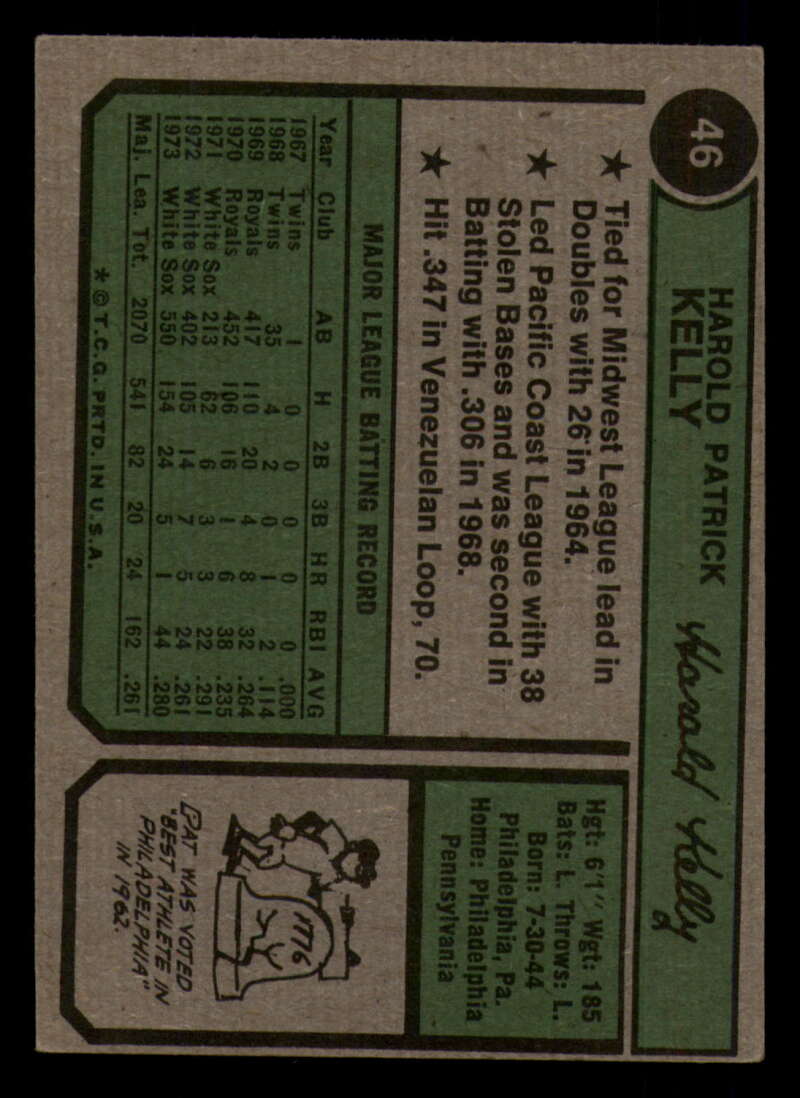 46
HAROLD PATRICK
KELLY
Harold Kelly
★ Tied for Midwest League lead in
Doubles with 26 in 1964.
★ Led Pacific Coast League with 38
Stolen Bases and was second in
Batting with .306 in 1968.
★ Hit .347 in Venezuelan Loop, 70.
Hgt: 6'1" Wgt: 185
Bats: L. Throws: L.
Born: 7-30-44
Philadelphia, Pa.
Home: Philadelphia
Pennsylvania
MAJOR LEAGUE BATTING RECORD
Year Club AB H 2B 3B HR RBI AVG
1967 Twins 1 0 0 0 0 0 .000
1968 Twins 35 4 2 0 1 2 .114
1969 Royals 417 110 20 4 8 32 .264
1970 Royals 452 106 16 1 6 38 .235
1971 White Sox 213 62 6 3 3 22 .291
1972 White Sox 402 105 14 7 5 24 .261
1973 White Sox 550 154 24 5 1 44 .280
Maj. Lea. Tot. 2070 541 82 20 24 162 .261
* © T.C.G. PRTD. IN U.S.A.
1776
PAT WAS VOTED
"BEST ATHLETE IN
PHILADELPHIA"
IN 1962.